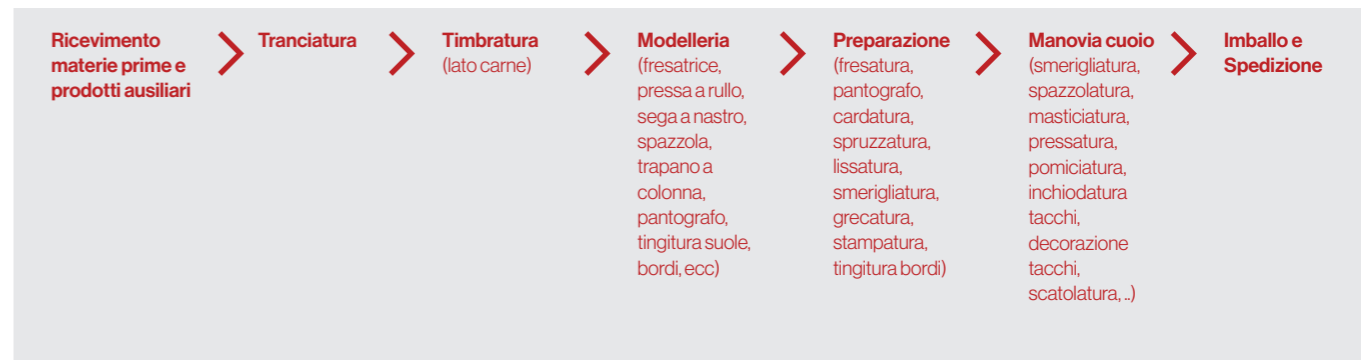 Ricevimento
materie prime e
prodotti ausiliari
Tranciatura
Timbratura
(lato carne)
Modelleria
(fresatrice,
pressa a rullo,
sega a nastro,
spazzola,
trapano a
colonna,
pantografo,
tingitura suole,
bordi, ecc)
Preparazione
(fresatura,
pantografo,
cardatura,
spruzzatura,
lissatura,
smerigliatura,
grecatura,
stampatura,
tingitura bordi)
Manovia cuoio
(smerigliatura,
spazzolatura,
masticiatura,
pressatura,
pomiciatura,
inchiodatura
tacchi,
decorazione
tacchi,
scatolatura, ..)
Imballo e
Spedizione